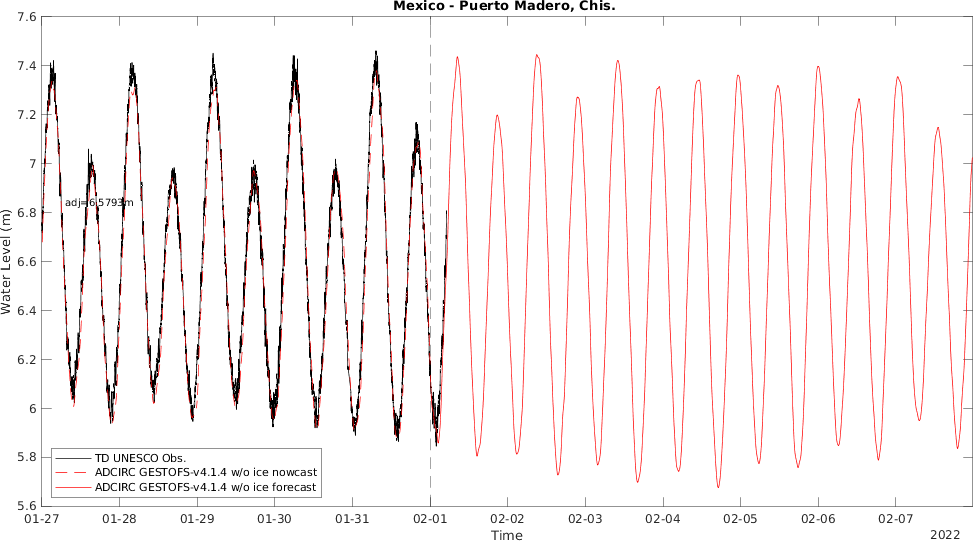 Mexico - Puerto Madero, Chis.
7.6
7.4
7.2
7
6.8
6.6
6.4
6.2
6
5.8
5.6
Water Level (m)
adj=6.5793m
TD UNESCO Obs.
ADCIRC GESTOFS-v4.1.4 w/o ice nowcast
ADCIRC GESTOFS-v4.1.4 w/o ice forecast
01-27 01-28 01-29 01-30 01-31 02-01 02-02 02-03 02-04 02-05 02-06 02-07
Time
2022